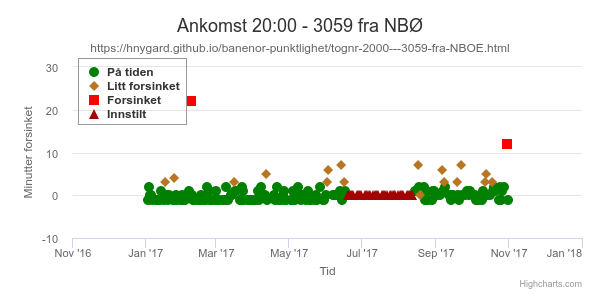 Ankomst 20:00 - 3059 fra NBØ
https://hnygard.github.io/banenor-punktlighet/tognr-2000---3059-fra-NBOE.html
Minutter forsinket
30
20
10
0
-10
På tiden
Litt forsinket
Forsinket
Innstilt
Nov '16 Jan '17 Mar '17 May '17 Jul '17 Sep '17 Nov '17 Jan '18
Tid
Highcharts.com